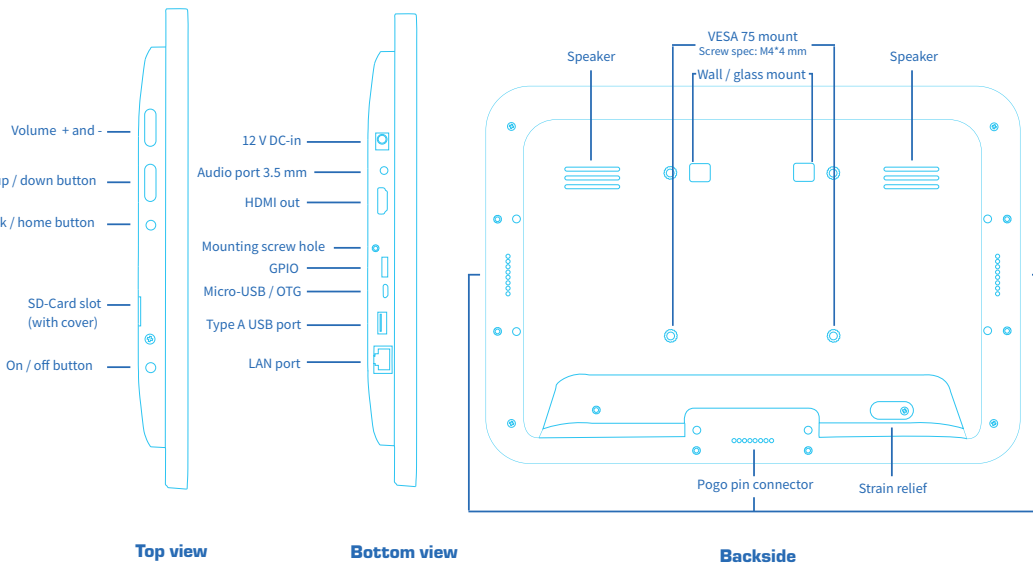 Volume + and -
up / down button
k / home button
SD-Card slot
(with cover)
On / off button
Top view
12 V DC-in
Audio port 3.5 mm
HDMI out
Mounting screw hole
GPIO
Micro-USB / OTG
Type A USB port
LAN port
Bottom view
VESA 75 mount
Screw spec: M4*4 mm
Speaker
Speaker
Wall / glass mount
Pogo pin connector
Strain relief
Backside